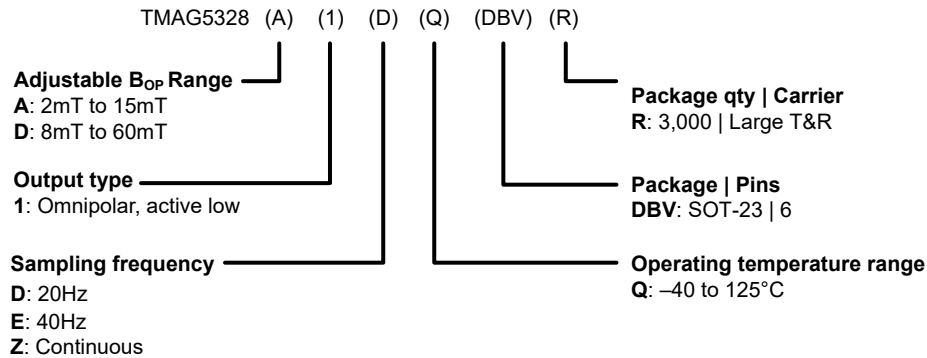 TMAG5328 (A) (1) (D) (Q) (DBV) (R)
Adjustable BOP Range
A: 2mT to 15mT
D: 8mT to 60mT
Output type
1: Omnipolar, active low
Sampling frequency
D: 20Hz
E: 40Hz
Z: Continuous
Package qty | Carrier
R: 3,000 | Large T&R
Package | Pins
DBV: SOT-23 | 6
Operating temperature range
Q: –40 to 125°C